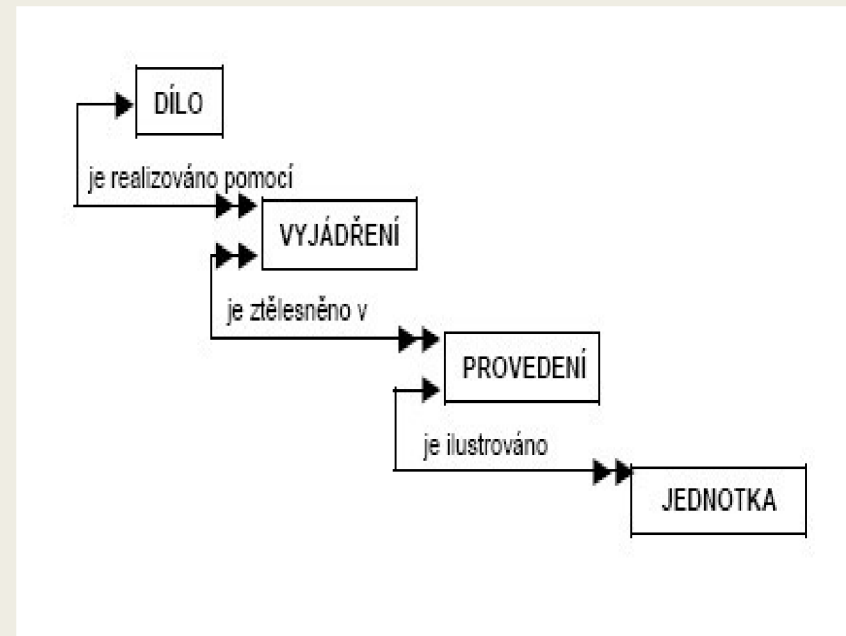 DÍLO
je realizováno pomocí
VYJÁDŘENÍ
je ztělesněno v
PROVEDENÍ
je ilustrováno
JEDNOTKA